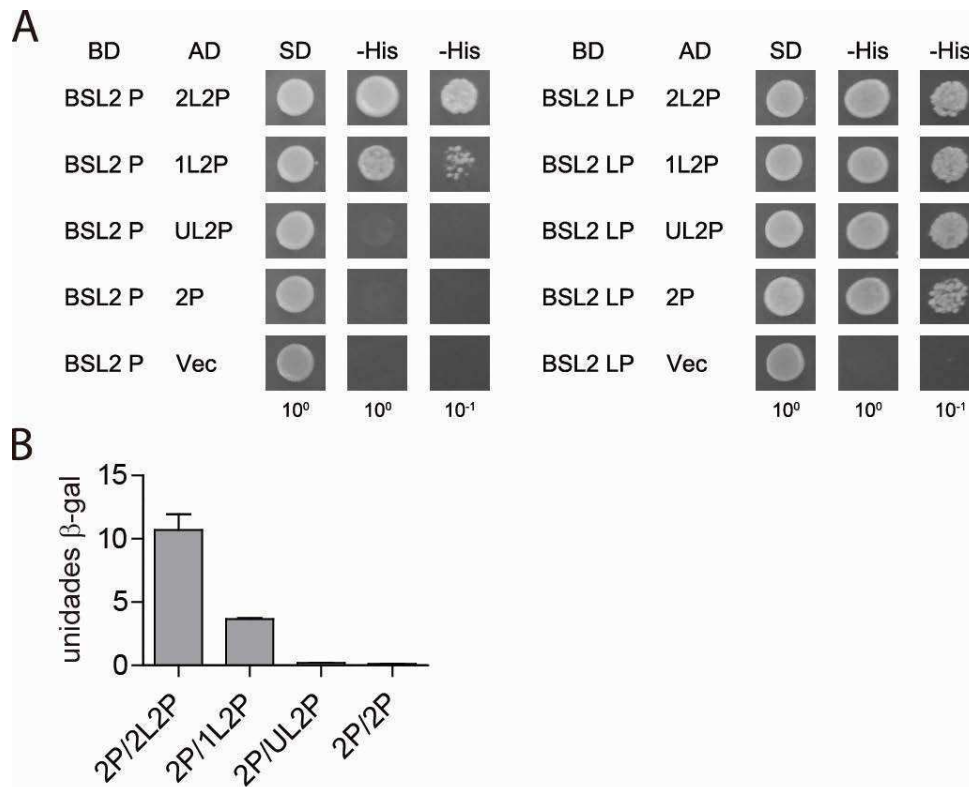 A
BD AD SD -His -His BD AD SD -His -His
BSL2 P 2L2P BSL2 LP 2L2P
BSL2 P 1L2P BSL2 LP 1L2P
BSL2 P UL2P BSL2 LP UL2P
BSL2 P 2P BSL2 LP 2P
BSL2 P Vec BSL2 LP Vec
10⁰ 10⁰ 10⁻¹ 10⁰ 10⁰ 10⁻¹
B
unidades β-gal
15
10
5
0
2P/2L2P 2P/1L2P 2P/UL2P 2P/2P